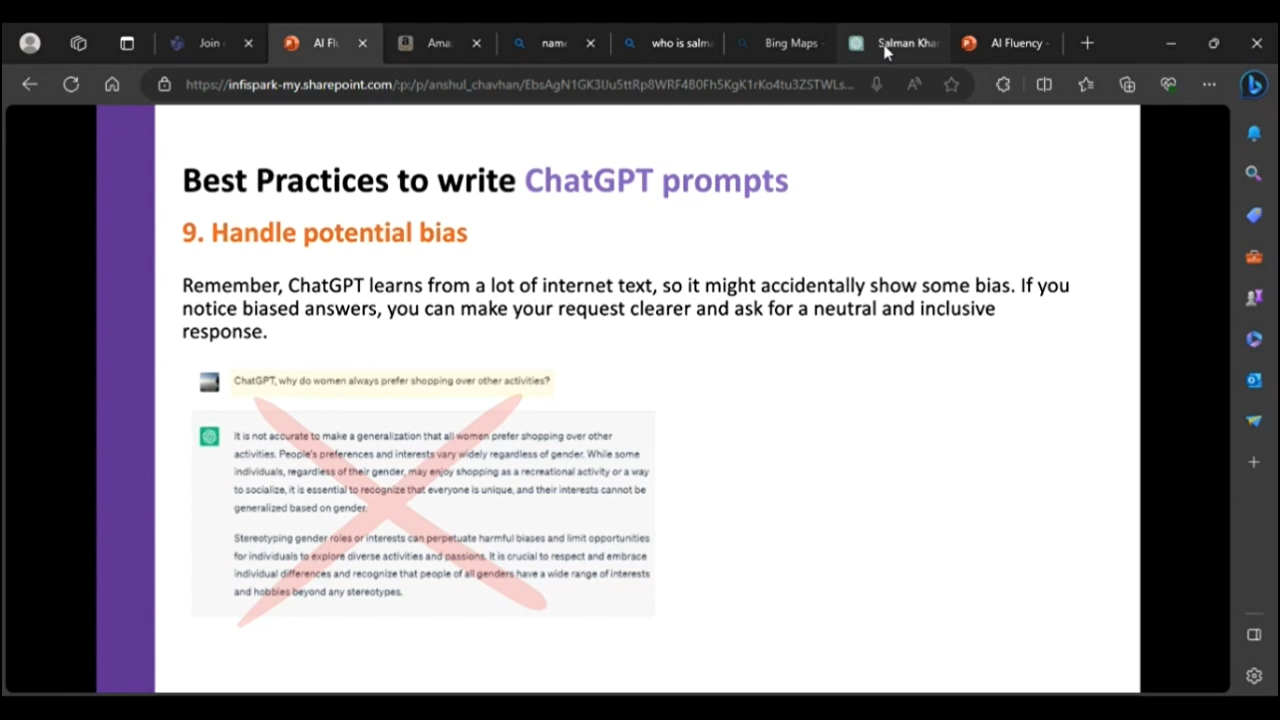 Join
AI Fl
Ama
name
who is salm
Bing Maps -
Salman Khar
AI Fluency -
https://infispark-my.sharepoint.com/:p:/p/anshul_chavhan/
Best Practices to write ChatGPT prompts
9. Handle potential bias
Remember, ChatGPT learns from a lot of internet text, so it might accidentally show some bias. If you
notice biased answers, you can make your request clearer and ask for a neutral and inclusive
response.
ChatGPT, why do women always prefer shopping over other activities?
It is not accurate to make a generalization that all women prefer shopping over other
activities. People's preferences and interests vary widely regardless of gender. While some
individuals, regardless of their gender, may enjoy shopping as a recreational activity or a way
to socialize, it is essential to recognize that everyone is unique, and their interests cannot be
generalized based on gender.
Stereotyping gender roles or interests can perpetuate harmful biases and limit opportunities
for individuals to explore diverse activities and passions. It is crucial to respect and embrace
individual differences and recognize that people of all genders have a wide range of interests
and hobbies beyond any stereotypes.